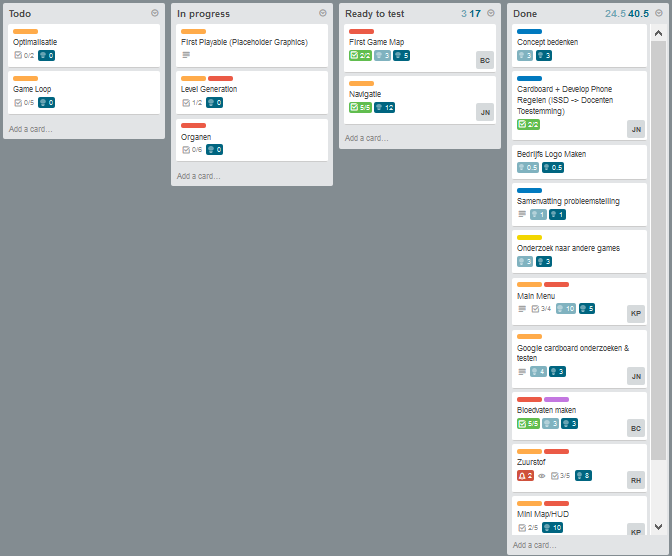 Todo
Optimalisatie
0/2 0
Game Loop
0/5 0
Add a card...
In progress
First Playable (Placeholder Graphics)
Level Generation
1/2 0
Organen
0/6 0
Add a card...
Ready to test 3 17
First Game Map
2/2 3 5
BC
Navigatie
5/5 12
JN
Add a card...
Done 24.5 40.5
Concept bedenken
3 3
Cardboard + Develop Phone
Regelen (ISSD -> Docenten
Toestemming)
2/2
JN
Bedrijfs Logo Maken
0.5 0.5
Samenvatting probleemstelling
1 1
Onderzoek naar andere games
3 3
Main Menu
3/4 10 5
KP
Google cardboard onderzoeken &
testen
4 3
JN
Bloedvaten maken
5/5 3 3
BC
Zuurstof
2 3/5 8
RH
Mini Map/HUD
2/5 10
KP
Add a card...